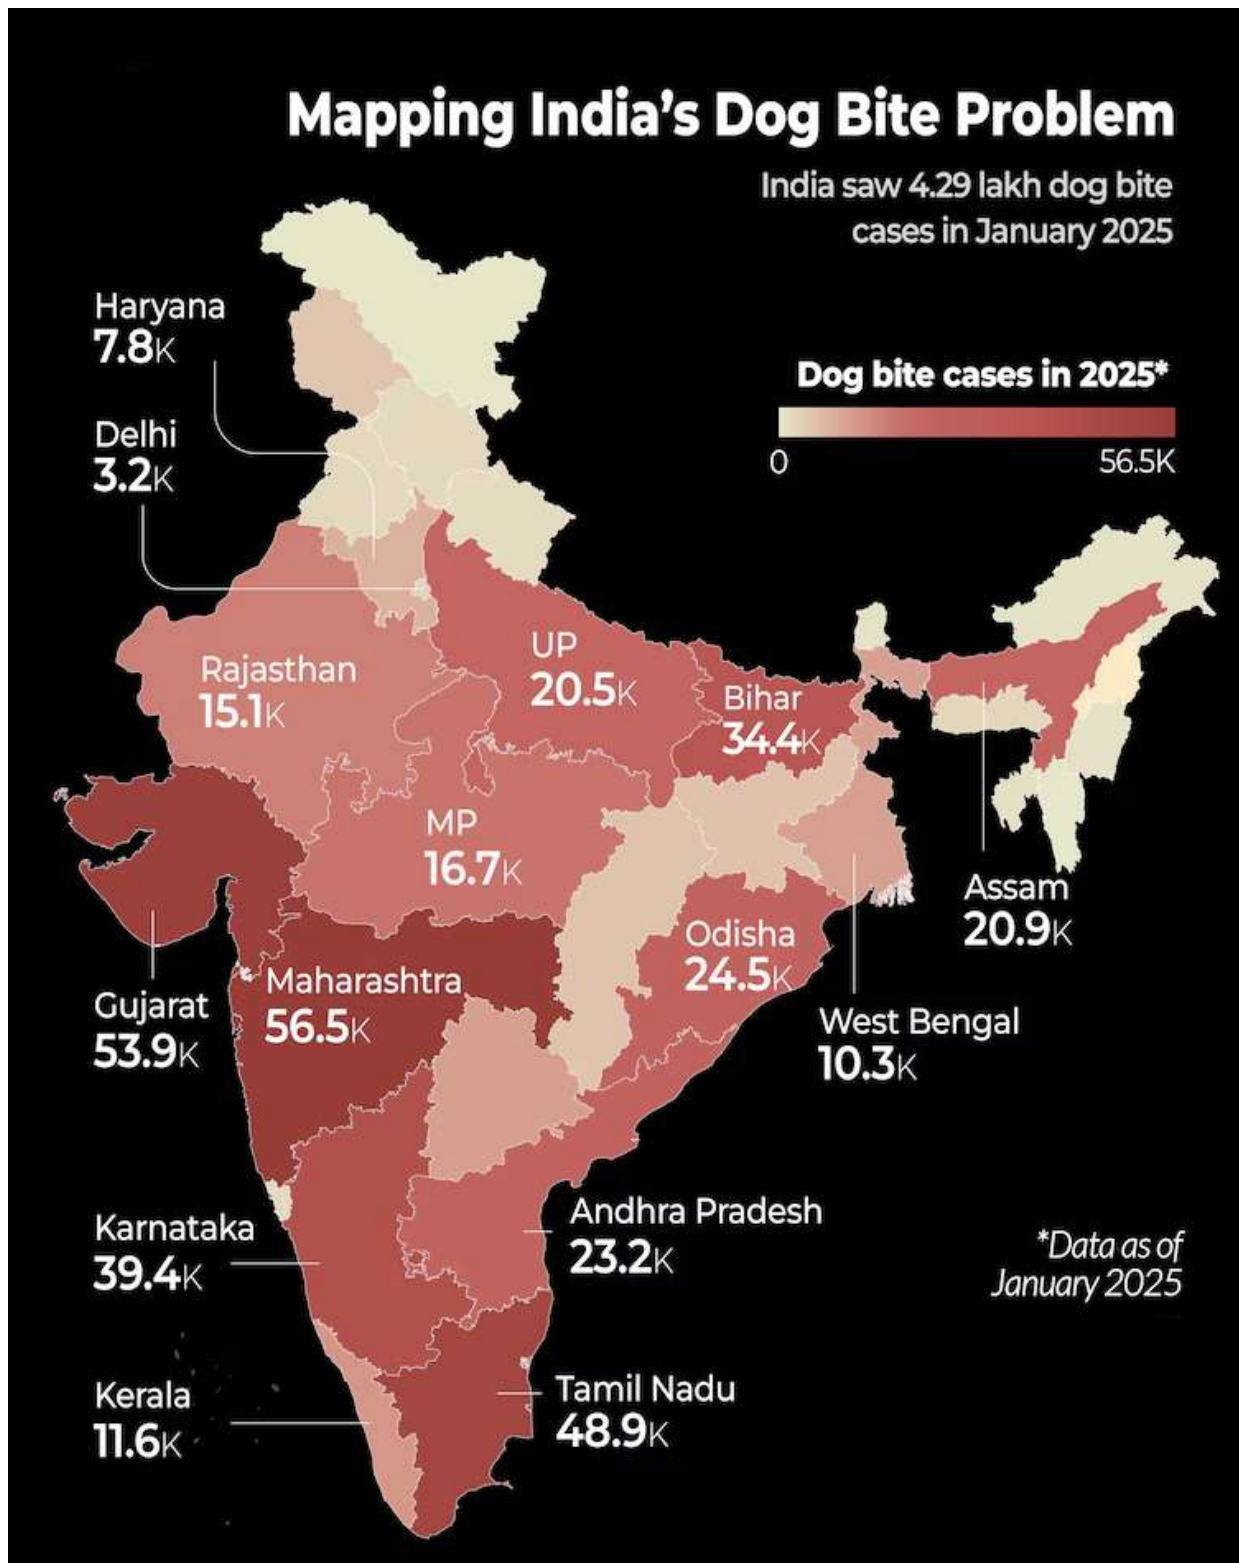 Mapping India's Dog Bite Problem
India saw 4.29 lakh dog bite
cases in January 2025
Dog bite cases in 2025*
0
56.5K
Haryana
7.8K
Delhi
3.2K
Rajasthan
15.1K
UP
20.5K
Bihar
34.4K
MP
16.7K
Assam
20.9K
Odisha
24.5K
Gujarat
53.9K
Maharashtra
56.5K
West Bengal
10.3K
Karnataka
39.4K
Andhra Pradesh
23.2K
*Data as of
January 2025
Kerala
11.6K
Tamil Nadu
48.9K